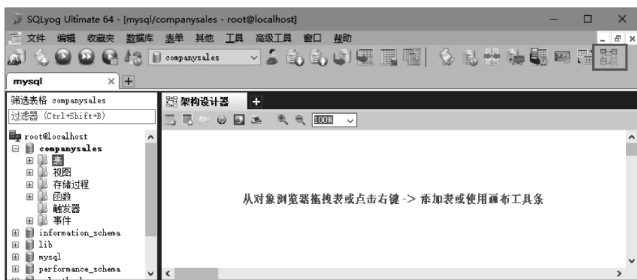 SQLyog Ultimate 64 - [mysql/companysales - root@localhost]
文件 编辑 收藏夹 数据库 表单 其他 工具 高级工具 窗口 帮助
companysales
mysql
筛选表格 companysales
过滤器 (Ctrl+Shift+B)
root@localhost
companysales
表
视图
存储过程
函数
触发器
事件
information_schema
lib
mysql
performance_schema
架构设计器
100%
从对象浏览器拖拽表或点击右键 -> 添加表或使用画布工具条